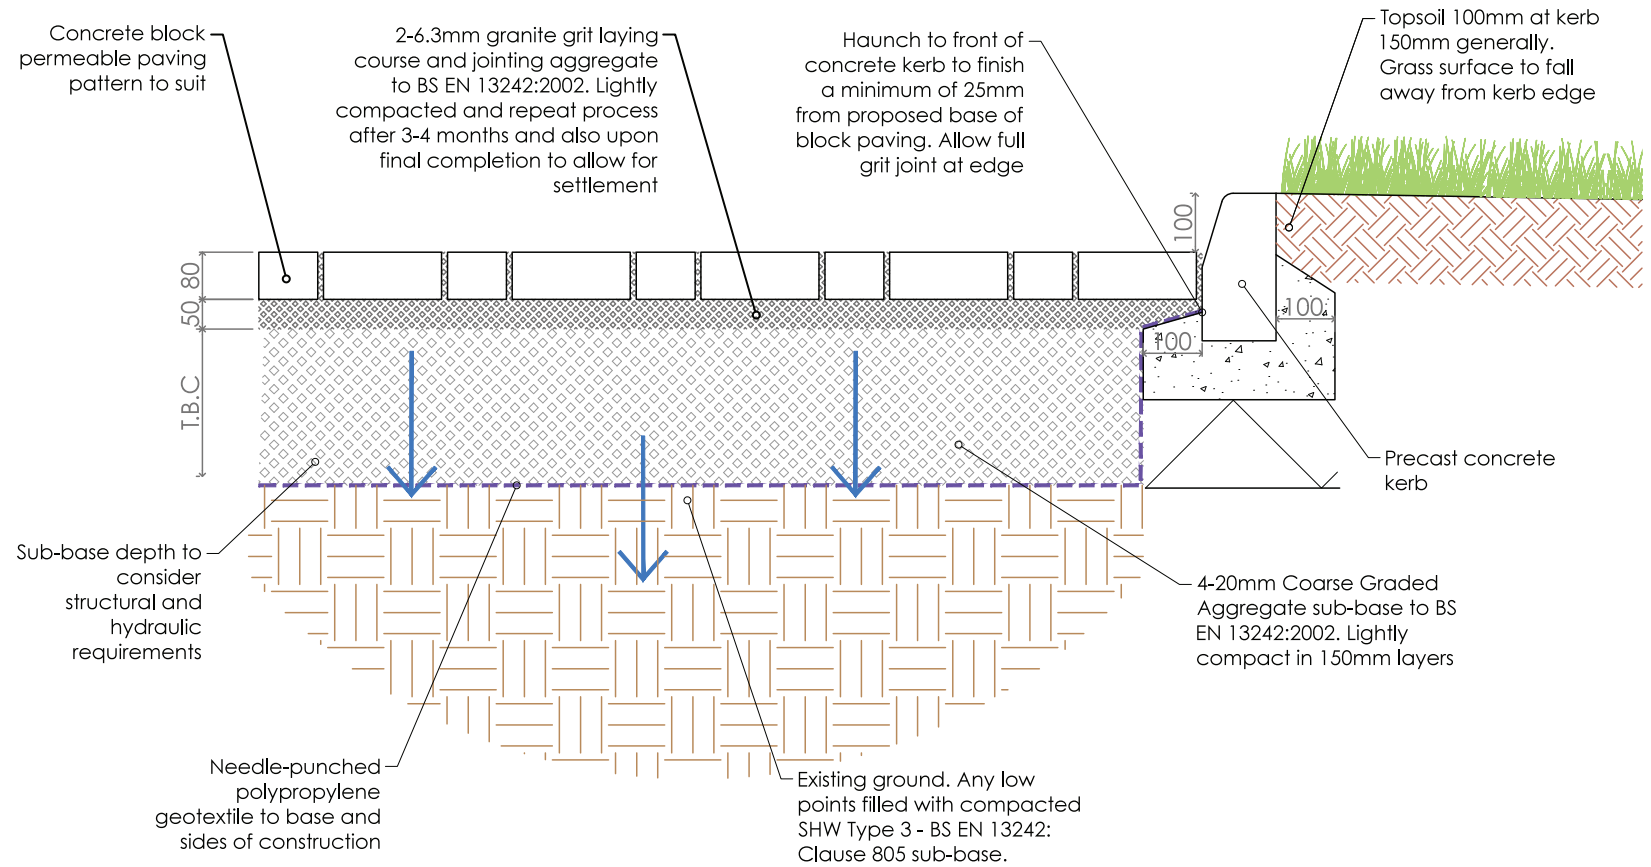 Concrete block
permeable paving
pattern to suit
2-6.3mm granite grit laying
course and jointing aggregate
to BS EN 13242:2002. Lightly
compacted and repeat process
after 3-4 months and also upon
final completion to allow for
settlement
Haunch to front of
concrete kerb to finish
a minimum of 25mm
from proposed base of
block paving. Allow full
grit joint at edge
Topsoil 100mm at kerb
150mm generally.
Grass surface to fall
away from kerb edge
100
80
50
100
100
T.B.C
Precast concrete
kerb
Sub-base depth to
consider
structural and
hydraulic
requirements
4-20mm Coarse Graded
Aggregate sub-base to BS
EN 13242:2002. Lightly
compact in 150mm layers
Needle-punched
polypropylene
geotextile to base and
sides of construction
Existing ground. Any low
points filled with compacted
SHW Type 3 - BS EN 13242:
Clause 805 sub-base.